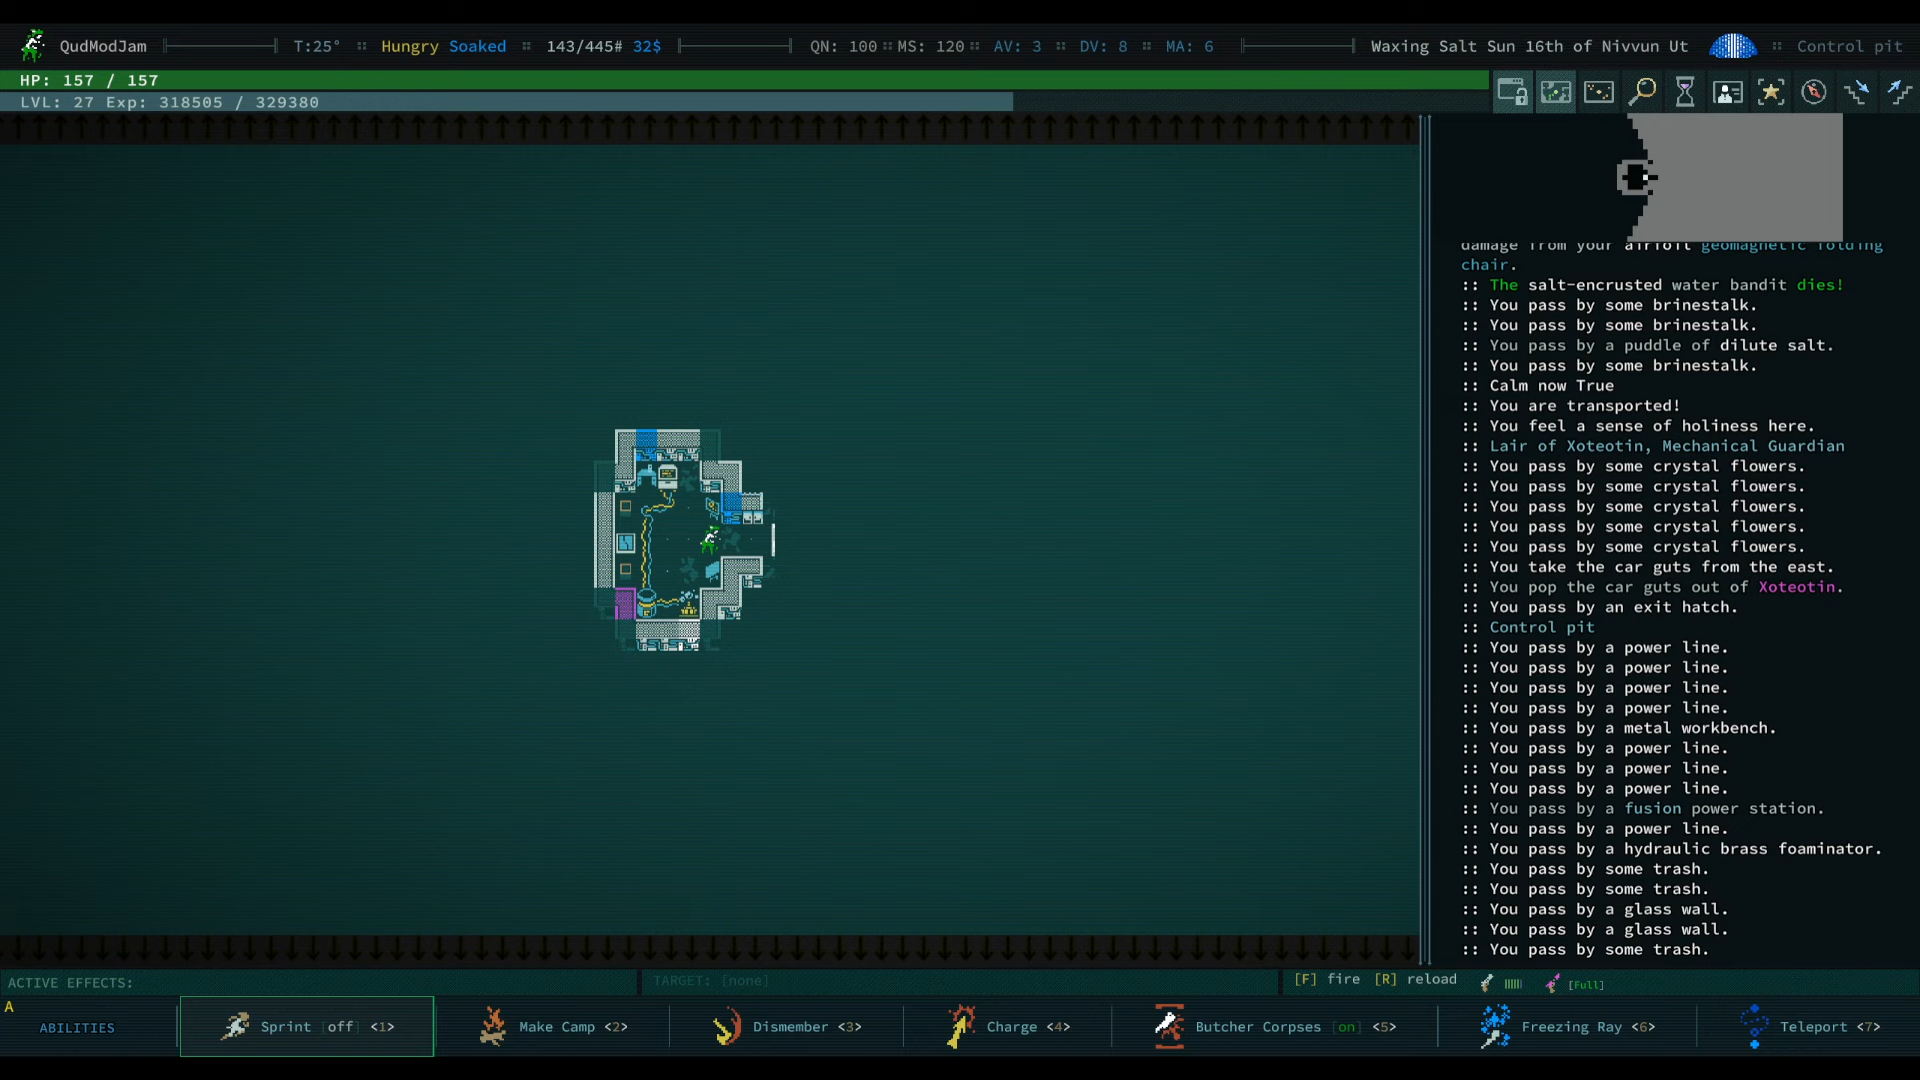 QudModJam T:25° Hungry Soaked 143/445# 32$ QN: 100 MS: 120 AV: 3 DV: 8 MA: 6 Waxing Salt Sun 16th of Nivvun Ut Control pit
HP: 157 / 157
LVL: 27 Exp: 318505 / 329380
damage from your airfoil geomagnetic folding
chair.
:: The salt-encrusted water bandit dies!
:: You pass by some brinestalk.
:: You pass by some brinestalk.
:: You pass by a puddle of dilute salt.
:: You pass by some brinestalk.
:: Calm now True
:: You are transported!
:: You feel a sense of holiness here.
:: Lair of Xoteotin, Mechanical Guardian
:: You pass by some crystal flowers.
:: You pass by some crystal flowers.
:: You pass by some crystal flowers.
:: You pass by some crystal flowers.
:: You pass by some crystal flowers.
:: You take the car guts from the east.
:: You pop the car guts out of Xoteotin.
:: You pass by an exit hatch.
:: Control pit
:: You pass by a power line.
:: You pass by a power line.
:: You pass by a power line.
:: You pass by a power line.
:: You pass by a metal workbench.
:: You pass by a power line.
:: You pass by a power line.
:: You pass by a power line.
:: You pass by a fusion power station.
:: You pass by a power line.
:: You pass by a hydraulic brass foaminator.
:: You pass by some trash.
:: You pass by some trash.
:: You pass by a glass wall.
:: You pass by a glass wall.
:: You pass by some trash.
ACTIVE EFFECTS: TARGET: [none] [F] fire [R] reload [Full]
A
ABILITIES Sprint [off] <1> Make Camp <2> Dismember <3> Charge <4> Butcher Corpses [on] <5> Freezing Ray <6> Teleport <7>